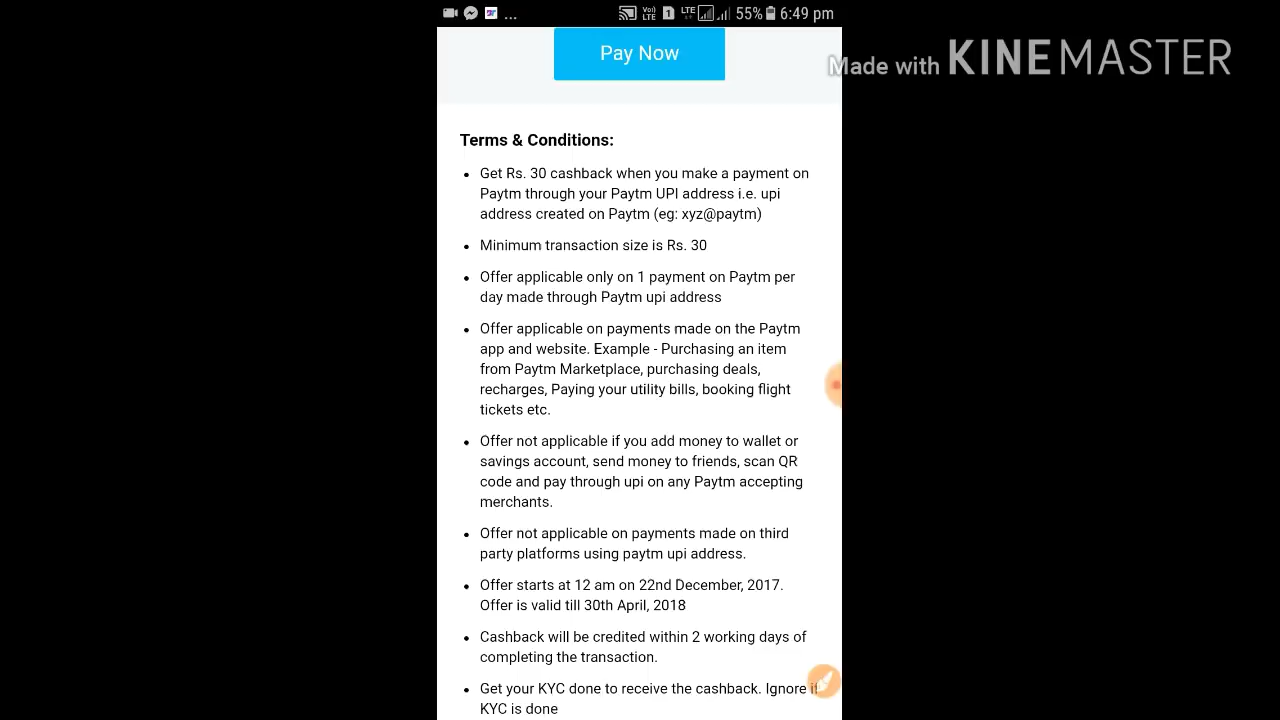 ... Vo) LTE 1 LTE 55% 6:49 pm
Pay Now
Made with KINEMASTER
Terms & Conditions:
• Get Rs. 30 cashback when you make a payment on
Paytm through your Paytm UPI address i.e. upi
address created on Paytm (eg: xyz@paytm)
• Minimum transaction size is Rs. 30
• Offer applicable only on 1 payment on Paytm per
day made through Paytm upi address
• Offer applicable on payments made on the Paytm
app and website. Example - Purchasing an item
from Paytm Marketplace, purchasing deals,
recharges, Paying your utility bills, booking flight
tickets etc.
• Offer not applicable if you add money to wallet or
savings account, send money to friends, scan QR
code and pay through upi on any Paytm accepting
merchants.
• Offer not applicable on payments made on third
party platforms using paytm upi address.
• Offer starts at 12 am on 22nd December, 2017.
Offer is valid till 30th April, 2018
• Cashback will be credited within 2 working days of
completing the transaction.
• Get your KYC done to receive the cashback. Ignore if
KYC is done